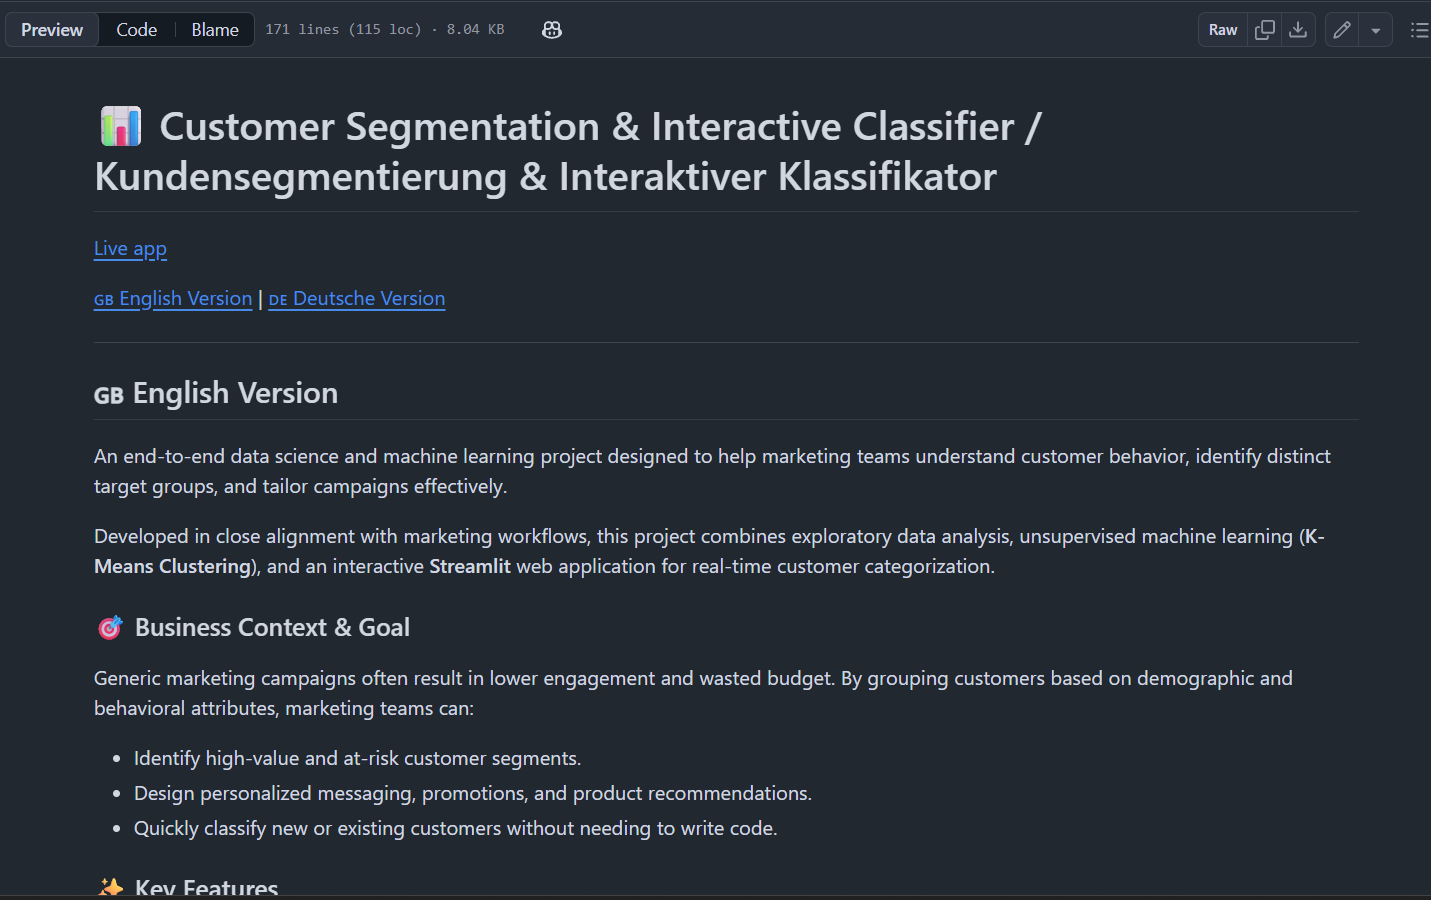 Preview Code Blame 171 lines (115 loc) · 8.04 KB Raw
Customer Segmentation & Interactive Classifier /
Kundensegmentierung & Interaktiver Klassifikator
Live app
GB English Version | DE Deutsche Version
GB English Version
An end-to-end data science and machine learning project designed to help marketing teams understand customer behavior, identify distinct
target groups, and tailor campaigns effectively.
Developed in close alignment with marketing workflows, this project combines exploratory data analysis, unsupervised machine learning (K-
Means Clustering), and an interactive Streamlit web application for real-time customer categorization.
Business Context & Goal
Generic marketing campaigns often result in lower engagement and wasted budget. By grouping customers based on demographic and
behavioral attributes, marketing teams can:
• Identify high-value and at-risk customer segments.
• Design personalized messaging, promotions, and product recommendations.
• Quickly classify new or existing customers without needing to write code.
Key Features